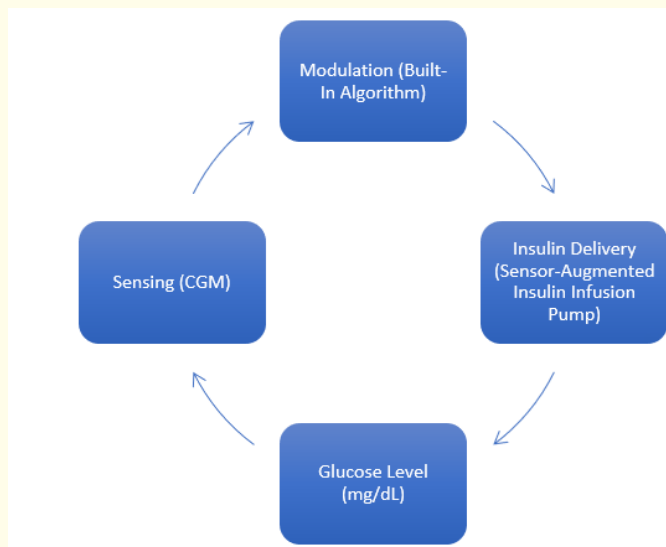 Modulation (Built-
In Algorithm)
Insulin Delivery
(Sensor-Augmented
Insulin Infusion
Pump)
Glucose Level
(mg/dL)
Sensing (CGM)